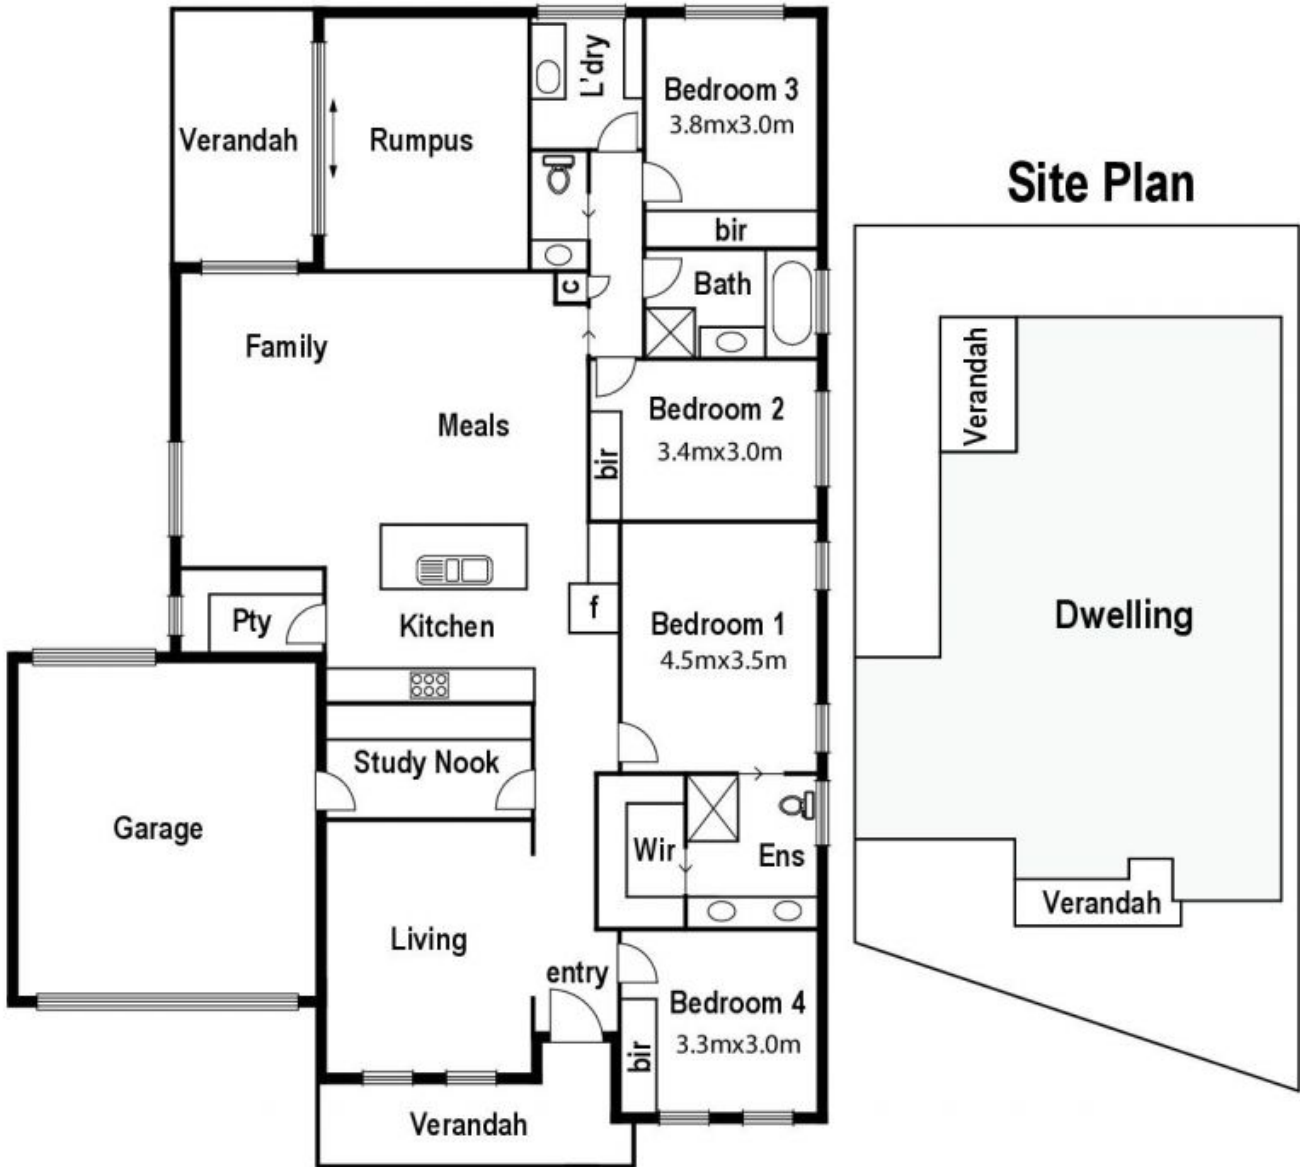 Verandah
Rumpus
L'dry
Bedroom 3
3.8mx3.0m
bir
Bath
c
Family
Meals
Bedroom 2
3.4mx3.0m
bir
Pty
Kitchen
f
Bedroom 1
4.5mx3.5m
Study Nook
Garage
Wir
Ens
Living
entry
Bedroom 4
3.3mx3.0m
bir
Verandah
Site Plan
Verandah
Dwelling
Verandah